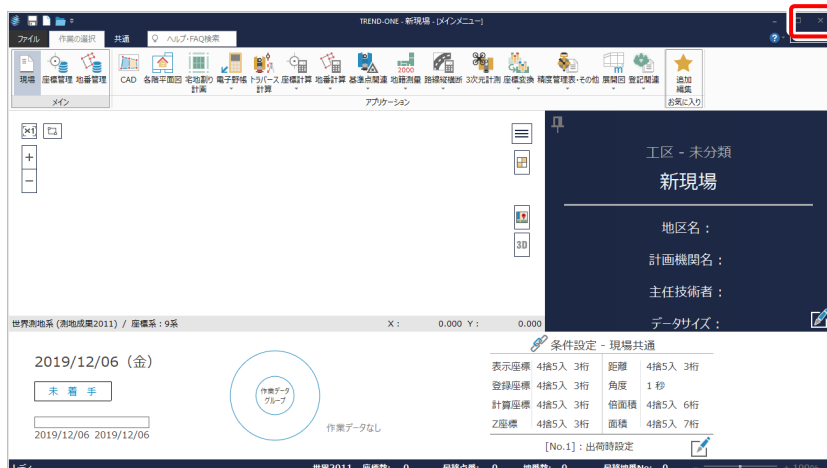 TREND-ONE - 新現場 - [メインメニュー]
ファイル 作業の選択 共通 ヘルプ・FAQ検索
現場 座標管理 地番管理 CAD 各階平面図 宅地割り計画 電子野帳 トラバース計算 座標計算 地番計算 基準点関連 地籍測量 路線縦横断 3次元計測 座標変換 精度管理表・その他 展開図 登記関連 追加編集
メイン アプリケーション お気に入り
工区 - 未分類
新現場
地区名：
計画機関名：
主任技術者：
データサイズ：
×1
+
−
3D
世界測地系 (測地成果2011) / 座標系：9系 X： 0.000 Y： 0.000
2019/12/06（金）
未 着 手
2019/12/06 2019/12/06
作業データ
グループ
作業データなし
条件設定 - 現場共通
表示座標 4捨5入 3桁 距離 4捨5入 3桁
登録座標 4捨5入 3桁 角度 1 秒
計算座標 4捨5入 3桁 倍面積 4捨5入 6桁
Z座標 4捨5入 3桁 面積 4捨5入 7桁
[No.1]：出荷時設定